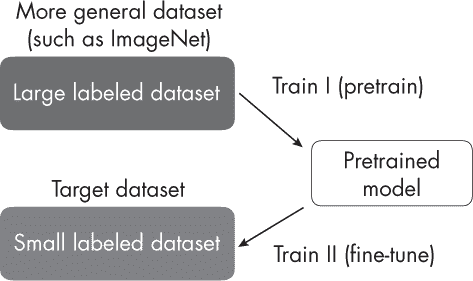 More general dataset
(such as ImageNet)
Large labeled dataset
Train I (pretrain)
Pretrained
model
Target dataset
Small labeled dataset
Train II (fine-tune)